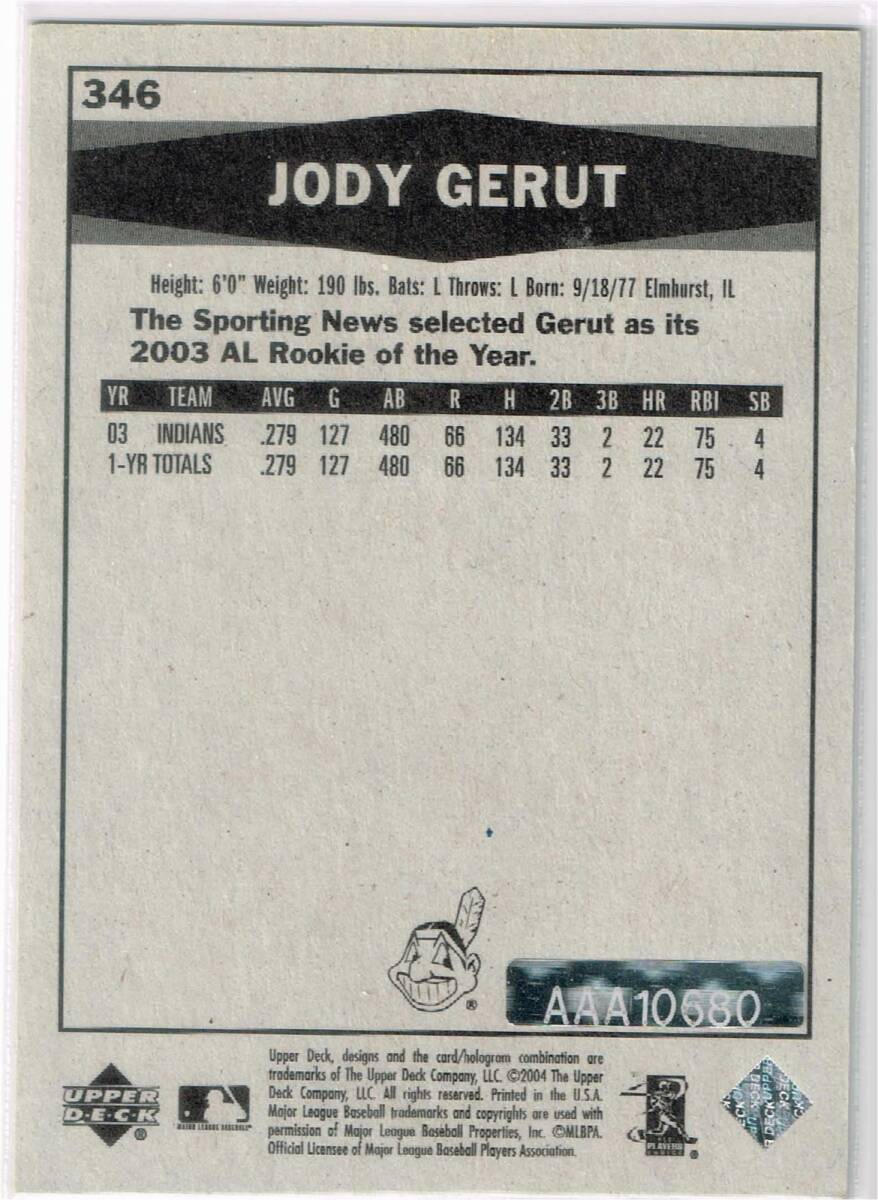 346
JODY GERUT
Height: 6'0" Weight: 190 lbs. Bats: L Throws: L Born: 9/18/77 Elmhurst, IL
The Sporting News selected Gerut as its
2003 AL Rookie of the Year.
YR TEAM AVG G AB R H 2B 3B HR RBI SB
03 INDIANS .279 127 480 66 134 33 2 22 75 4
1-YR TOTALS .279 127 480 66 134 33 2 22 75 4
®
AAA10680
Upper Deck, designs and the card/hologram combination are
trademarks of The Upper Deck Company, LLC. ©2004 The Upper
Deck Company, LLC. All rights reserved. Printed in the U.S.A.
Major League Baseball trademarks and copyrights are used with
permission of Major League Baseball Properties, Inc. ©MLBPA.
Official Licensee of Major League Baseball Players Association.
UPPER
D·E·C·K
®
MAJOR LEAGUE BASEBALL
PLAYERS
CHOICE
®